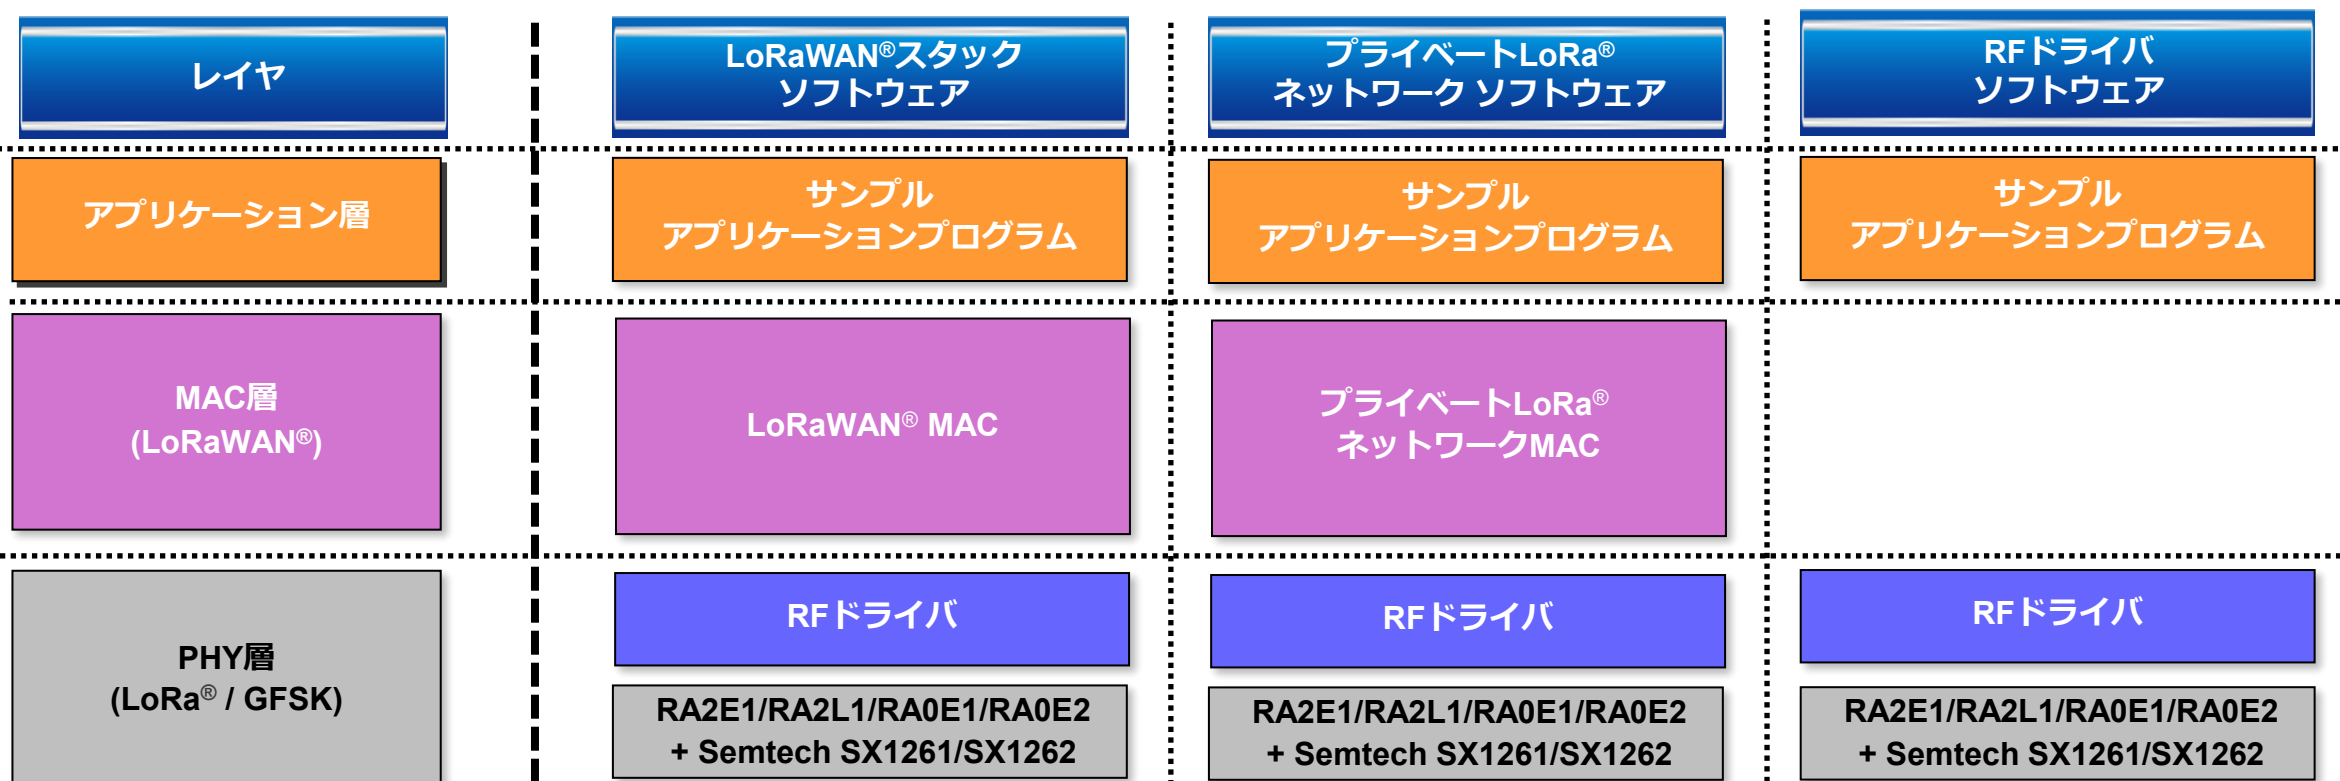 レイヤ
LoRaWAN®スタック
ソフトウェア
プライベートLoRa®
ネットワーク ソフトウェア
RFドライバ
ソフトウェア
アプリケーション層
サンプル
アプリケーションプログラム
サンプル
アプリケーションプログラム
サンプル
アプリケーションプログラム
MAC層
(LoRaWAN®)
LoRaWAN® MAC
プライベートLoRa®
ネットワークMAC
PHY層
(LoRa® / GFSK)
RFドライバ
RFドライバ
RFドライバ
RA2E1/RA2L1/RA0E1/RA0E2
+ Semtech SX1261/SX1262
RA2E1/RA2L1/RA0E1/RA0E2
+ Semtech SX1261/SX1262
RA2E1/RA2L1/RA0E1/RA0E2
+ Semtech SX1261/SX1262